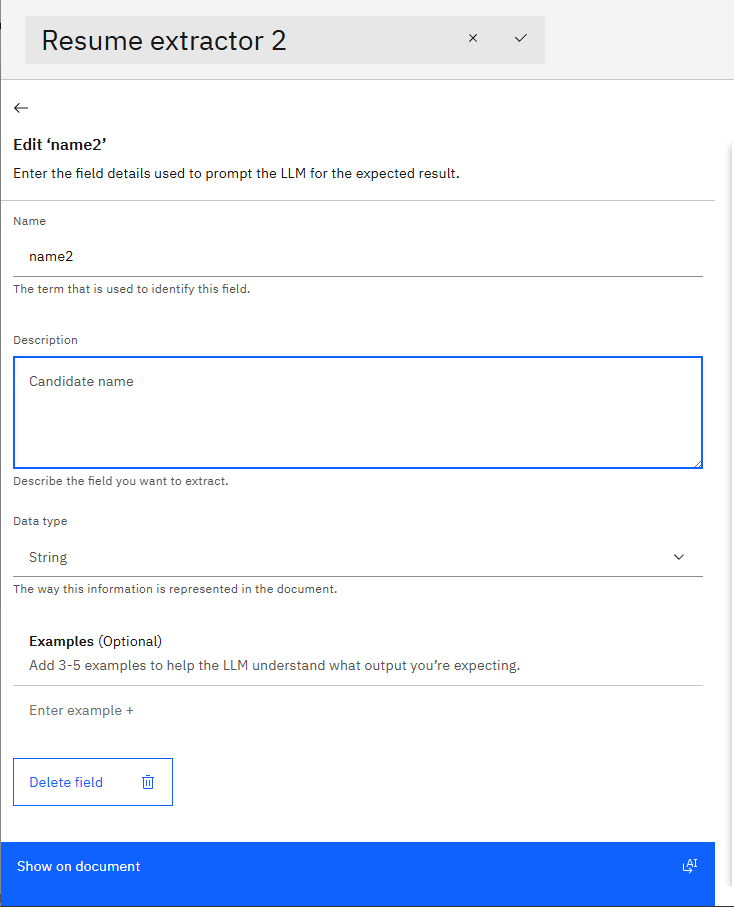 Resume extractor 2
Edit ‘name2’
Enter the field details used to prompt the LLM for the expected result.
Name
name2
The term that is used to identify this field.
Description
Candidate name
Describe the field you want to extract.
Data type
String
The way this information is represented in the document.
Examples (Optional)
Add 3-5 examples to help the LLM understand what output you’re expecting.
Enter example +
Delete field
Show on document
AI